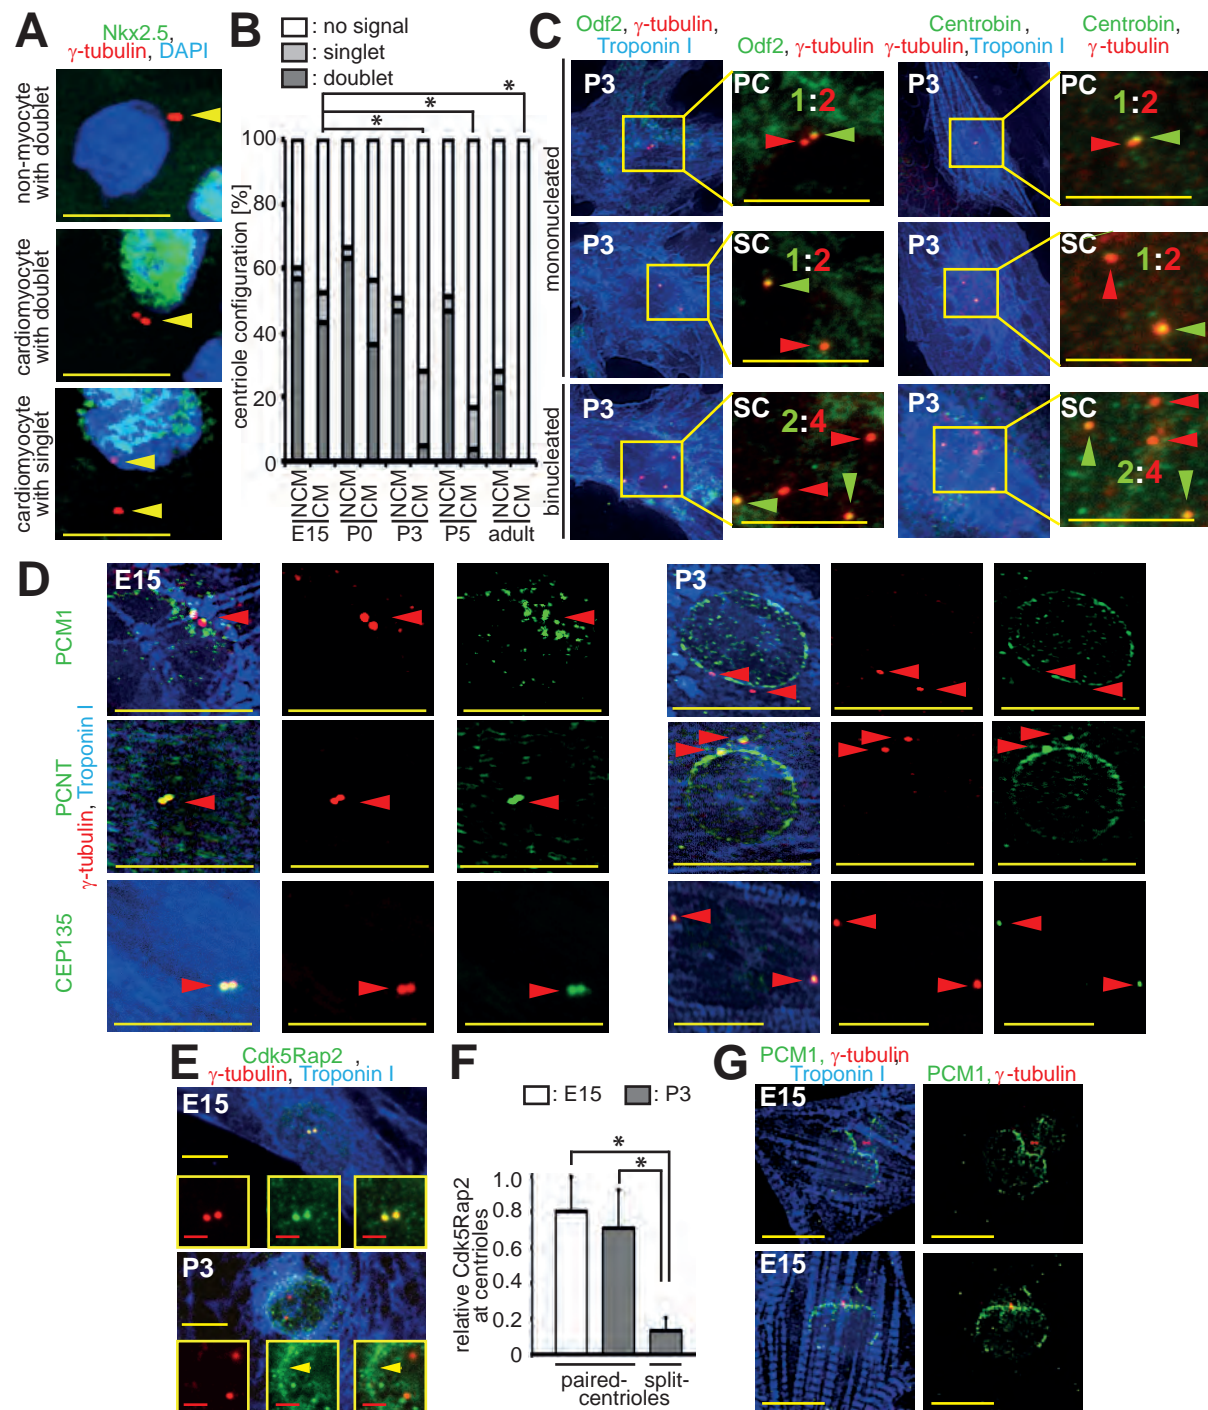 A
Nkx2.5,
γ-tubulin, DAPI
non-myocyte
with doublet
cardiomyocyte
with doublet
cardiomyocyte
with singlet
B
: no signal
: singlet
: doublet
*
*
*
centriole configuration [%]
100
80
60
40
20
0
NCM
CM
NCM
CM
NCM
CM
NCM
CM
NCM
CM
E15 P0 P3 P5 adult
C
Odf2, γ-tubulin,
Troponin I
Odf2, γ-tubulin
Centrobin,
γ-tubulin,Troponin I
Centrobin,
γ-tubulin
mononucleated
binucleated
P3
PC
1:2
P3
PC
1:2
P3
SC
1:2
P3
SC
1:2
P3
SC
2:4
P3
SC
2:4
D
γ-tubulin, Troponin I
PCM1
PCNT
CEP135
E15
P3
E
Cdk5Rap2 ,
γ-tubulin, Troponin I
E15
P3
F
: E15
: P3
*
*
relative Cdk5Rap2
at centrioles
1.0
0.8
0.6
0.4
0.2
0
paired- split-
centrioles
G
PCM1, γ-tubulin
Troponin I
PCM1, γ-tubulin
E15
E15